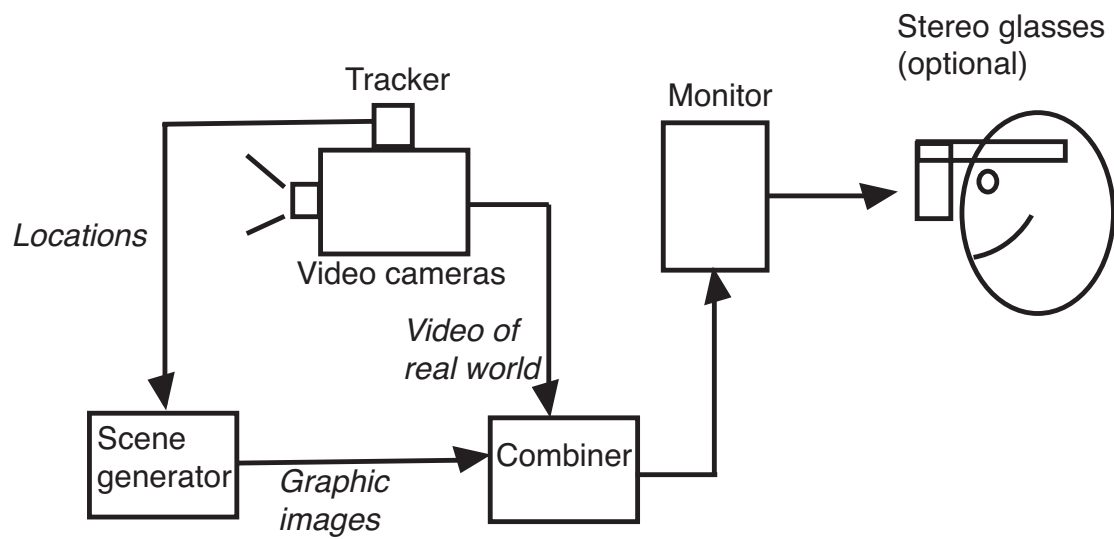 Stereo glasses
(optional)
Tracker
Monitor
Locations
Video cameras
Video of
real world
Scene
generator
Combiner
Graphic
images